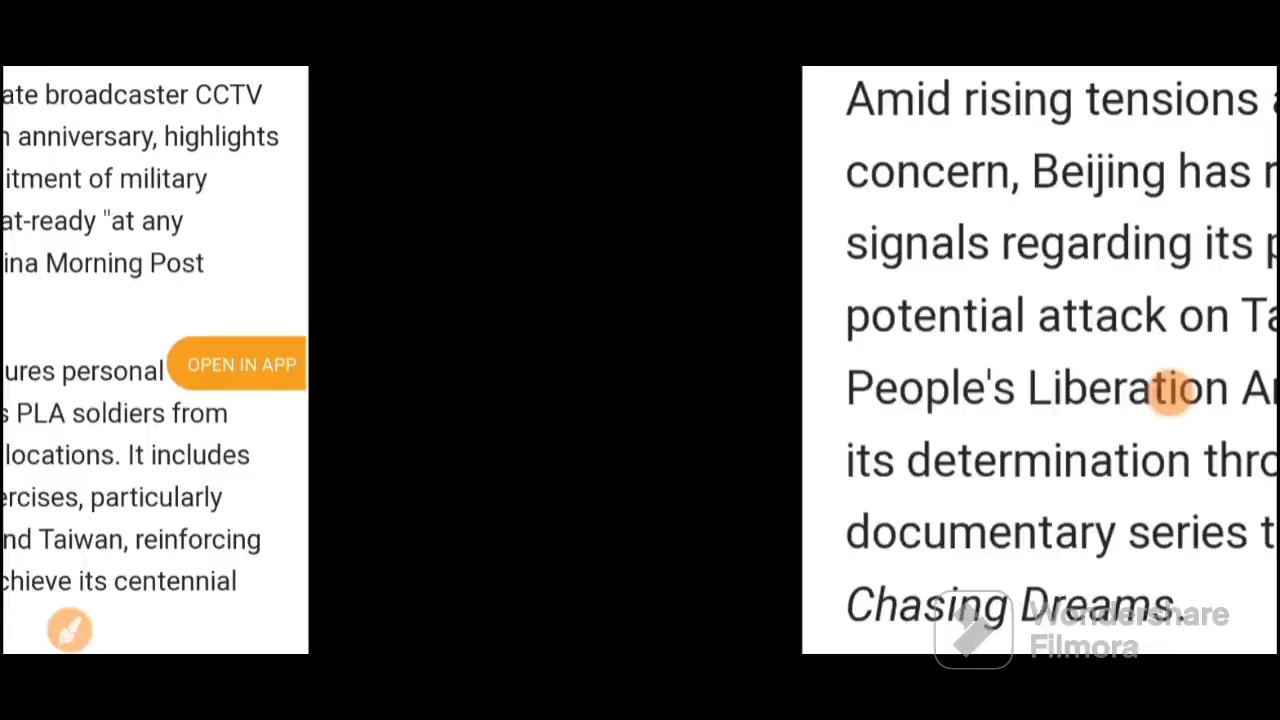 ate broadcaster CCTV
anniversary, highlights
itment of military
at-ready "at any
ina Morning Post
OPEN IN APP
ures personal
s PLA soldiers from
locations. It includes
ercises, particularly
nd Taiwan, reinforcing
chieve its centennial
Amid rising tensions
concern, Beijing has
signals regarding its
potential attack on Ta
People's Liberation Ar
its determination thro
documentary series t
Chasing Dreams.
Wondershare
Filmora